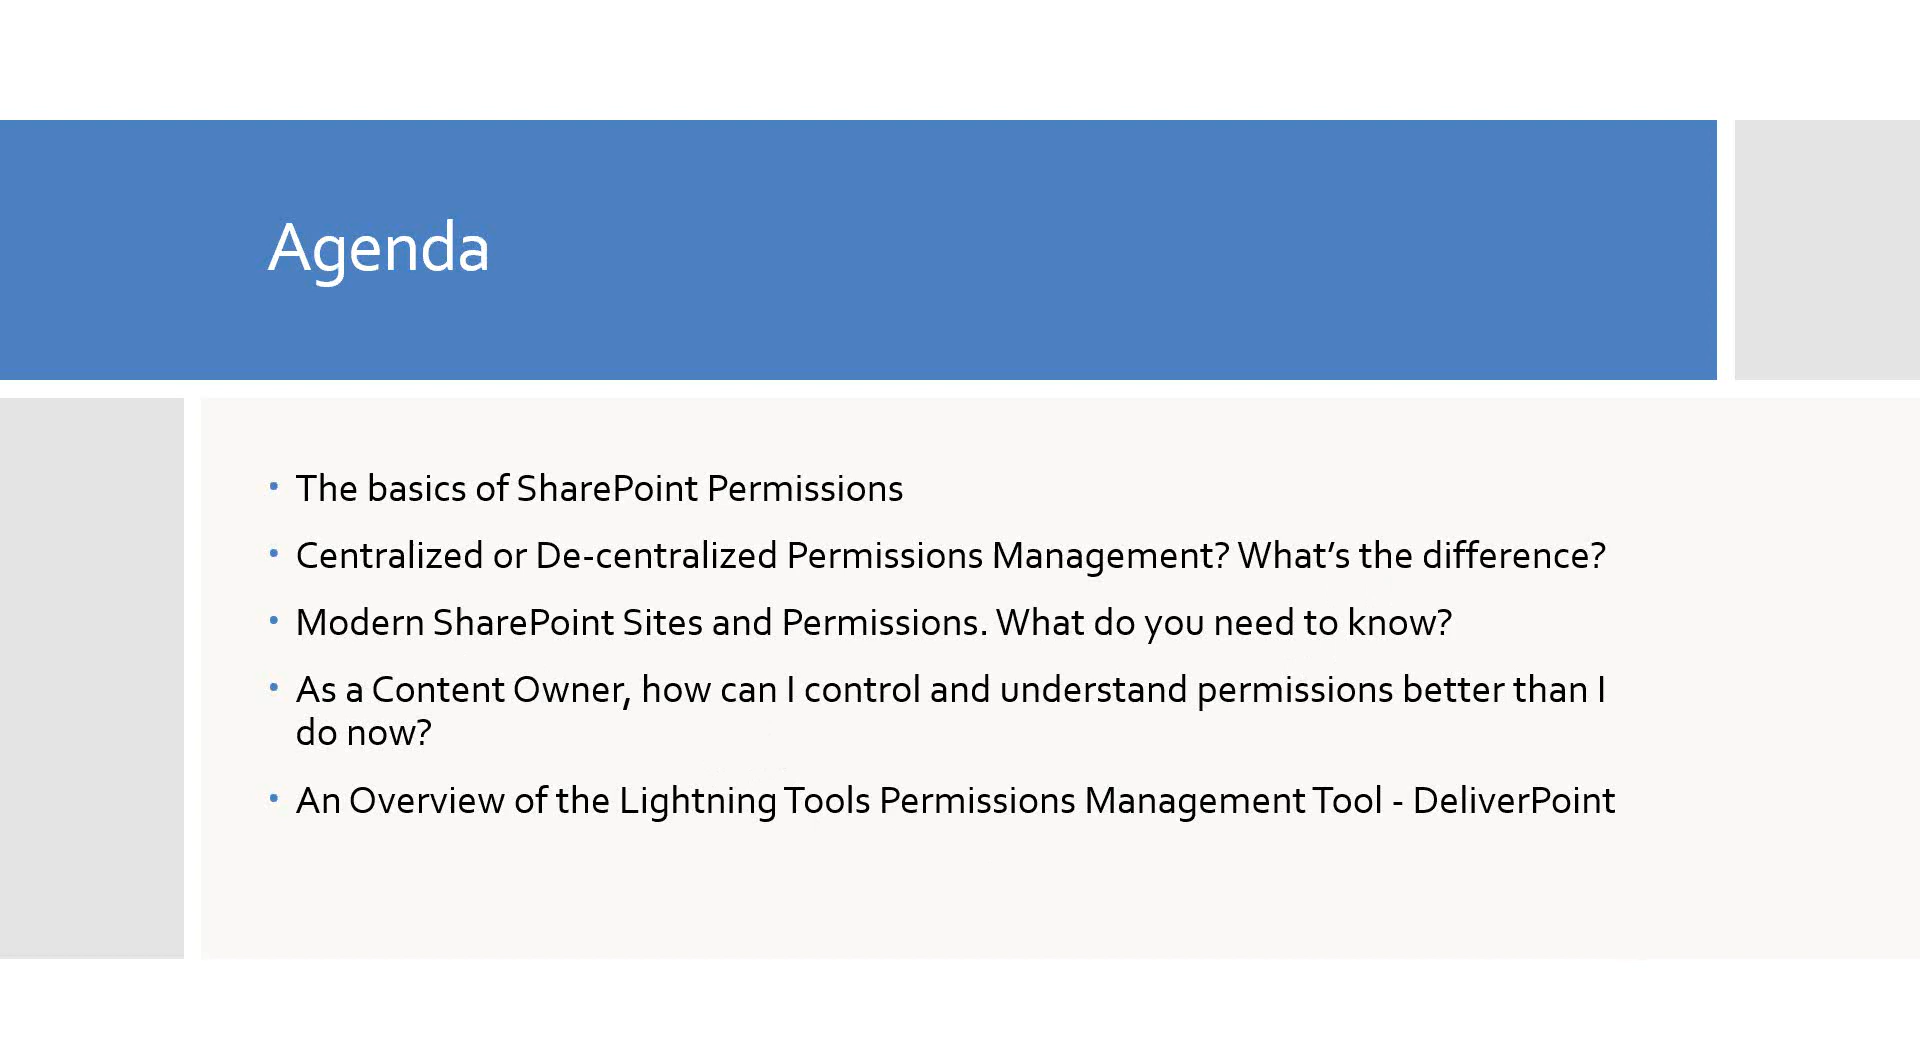 Agenda
• The basics of SharePoint Permissions
• Centralized or De-centralized Permissions Management? What’s the difference?
• Modern SharePoint Sites and Permissions. What do you need to know?
• As a Content Owner, how can I control and understand permissions better than I
do now?
• An Overview of the Lightning Tools Permissions Management Tool - DeliverPoint